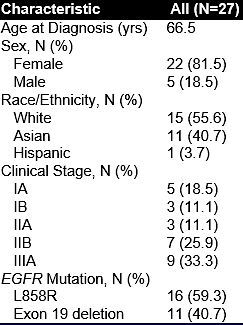 Characteristic All (N=27)
Age at Diagnosis (yrs) 66.5
Sex, N (%)
Female 22 (81.5)
Male 5 (18.5)
Race/Ethnicity, N (%)
White 15 (55.6)
Asian 11 (40.7)
Hispanic 1 (3.7)
Clinical Stage, N (%)
IA 5 (18.5)
IB 3 (11.1)
IIA 3 (11.1)
IIB 7 (25.9)
IIIA 9 (33.3)
EGFR Mutation, N (%)
L858R 16 (59.3)
Exon 19 deletion 11 (40.7)